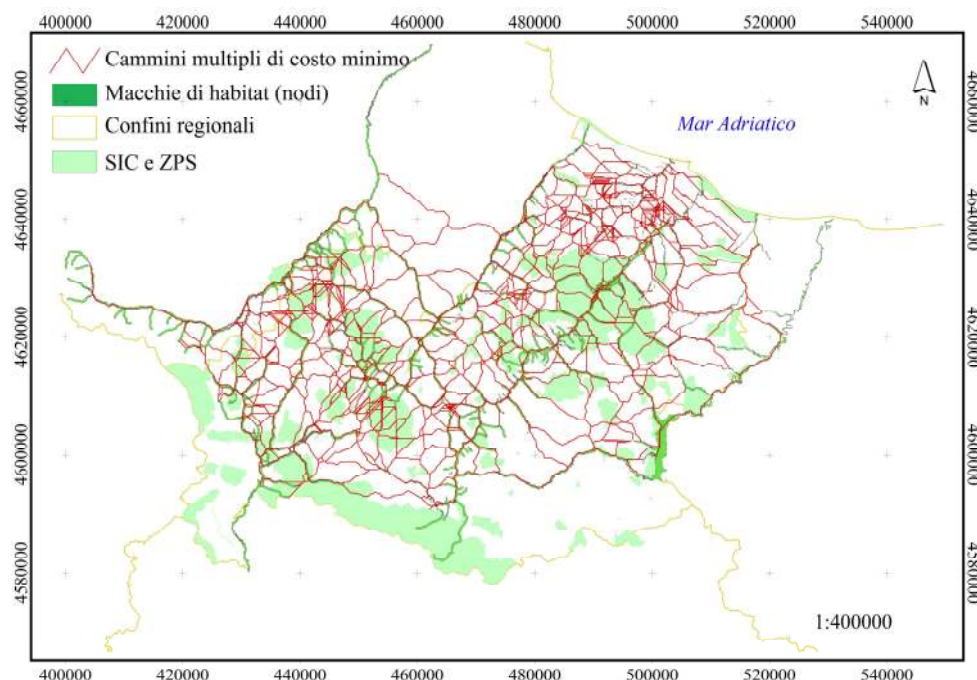 400000 420000 440000 460000 480000 500000 520000 540000
Cammini multipli di costo minimo
Macchie di habitat (nodi)
Confini regionali
SIC e ZPS
N
Mar Adriatico
4660000 4660000
4640000 4640000
4620000 4620000
4600000 4600000
4580000 4580000
1:400000
400000 420000 440000 460000 480000 500000 520000 540000